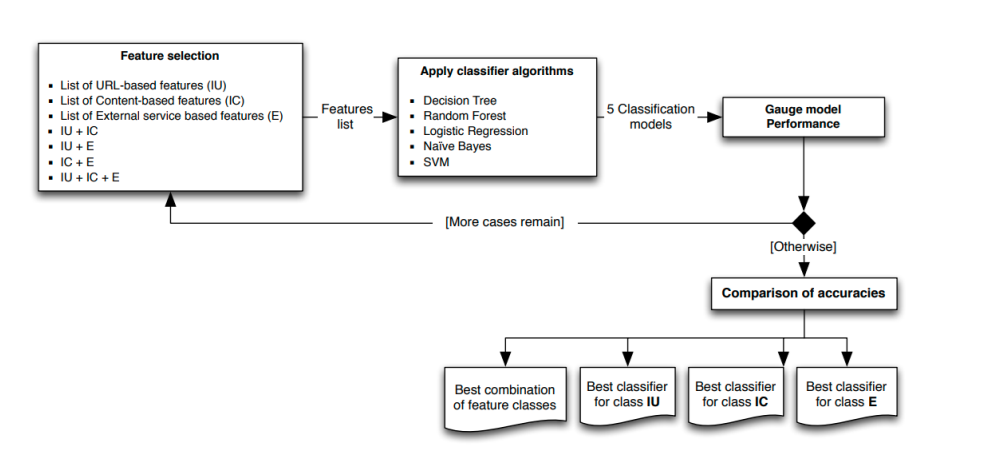 Feature selection
▪ List of URL-based features (IU)
▪ List of Content-based features (IC)
▪ List of External service based features (E)
▪ IU + IC
▪ IU + E
▪ IC + E
▪ IU + IC + E
Features
list
Apply classifier algorithms
▪ Decision Tree
▪ Random Forest
▪ Logistic Regression
▪ Naïve Bayes
▪ SVM
5 Classification
models
Gauge model
Performance
[More cases remain]
[Otherwise]
Comparison of accuracies
Best combination
of feature classes
Best classifier
for class IU
Best classifier
for class IC
Best classifier
for class E